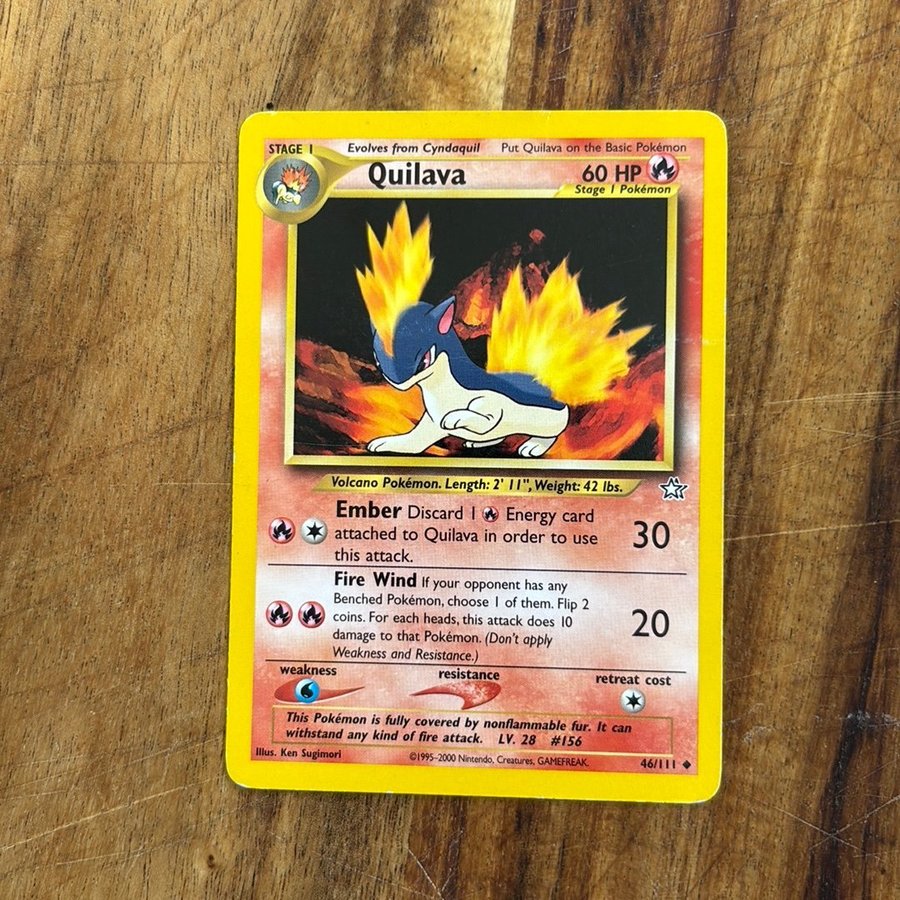 STAGE 1 Evolves from Cyndaquil Put Quilava on the Basic Pokémon
Quilava 60 HP
Stage 1 Pokémon
Volcano Pokémon. Length: 2' 11", Weight: 42 lbs.
Ember Discard 1 Energy card
attached to Quilava in order to use
this attack.
30
Fire Wind If your opponent has any
Benched Pokémon, choose 1 of them. Flip 2
coins. For each heads, this attack does 10
damage to that Pokémon. (Don't apply
Weakness and Resistance.)
20
weakness resistance retreat cost
This Pokémon is fully covered by nonflammable fur. It can
withstand any kind of fire attack. LV. 28 #156
Illus. Ken Sugimori ©1995-2000 Nintendo, Creatures, GAMEFREAK. 46/111